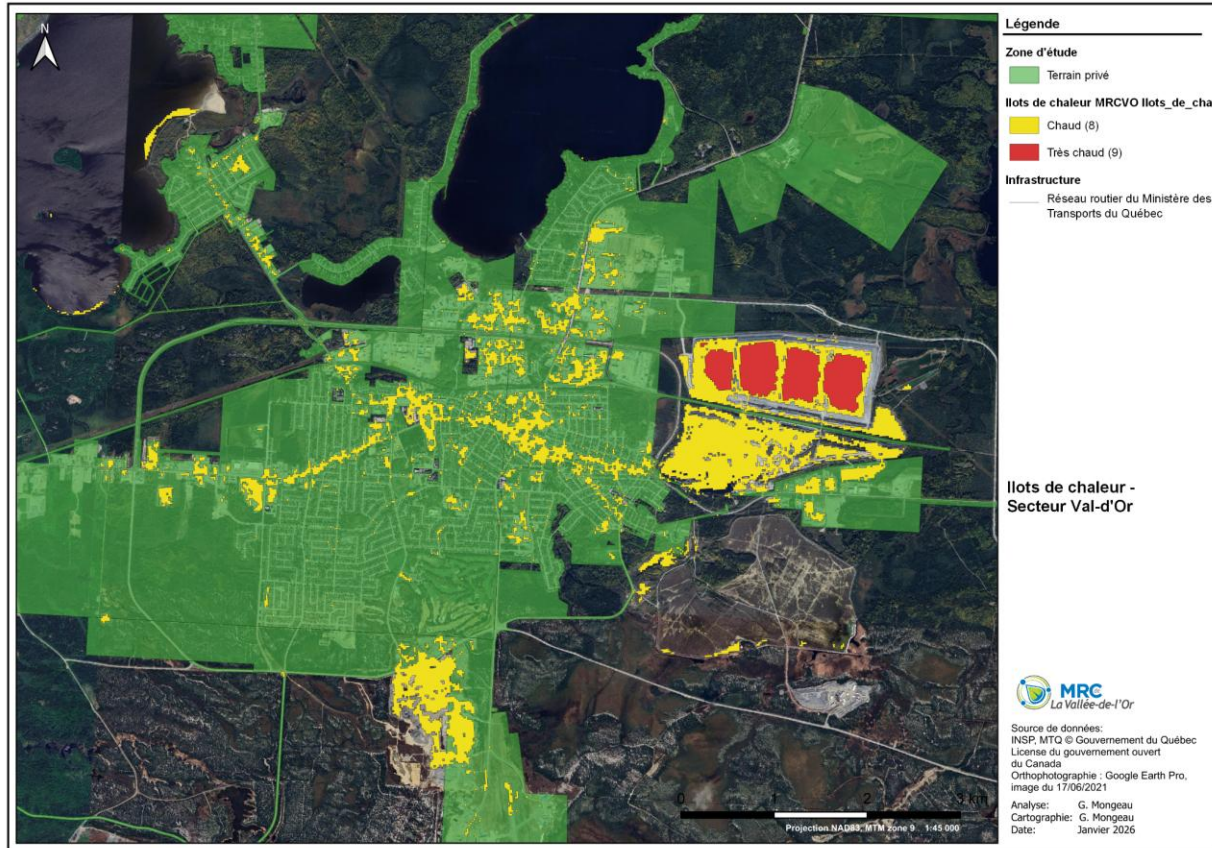 N
Légende
Zone d'étude
Terrain privé
Ilots de chaleur MRCVO Ilots_de_cha
Chaud (8)
Très chaud (9)
Infrastructure
Réseau routier du Ministère des
Transports du Québec
Ilots de chaleur -
Secteur Val-d'Or
MRC
La Vallée-de-l'Or
Source de données:
INSP, MTQ © Gouvernement du Québec
License du gouvernement ouvert
du Canada
Orthophotographie : Google Earth Pro,
image du 17/06/2021
Analyse: G. Mongeau
Cartographie: G. Mongeau
Date: Janvier 2026
0 1 2 3 km
Projection NAD83, MTM zone 9 1:45 000